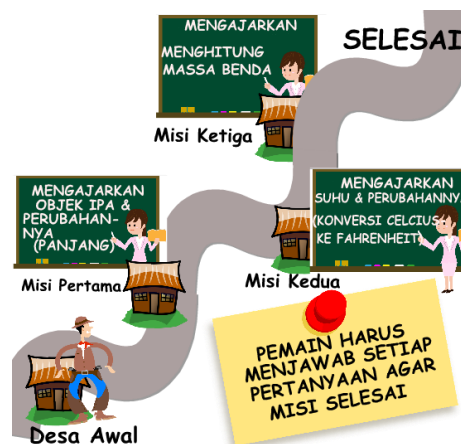 MENGAJARKAN
MENGHITUNG
MASSA BENDA
SELESAI
Misi Ketiga
MENGAJARKAN
OBJEK IPA &
PERUBAHAN-
NYA
(PANJANG)
Misi Pertama
MENGAJARKAN
SUHU & PERUBAHANNY
(KONVERSI CELCIUS
KE FAHRENHEIT)
Misi Kedua
PEMAIN HARUS
MENJAWAB SETIAP
PERTANYAAN AGAR
MISI SELESAI
Desa Awal